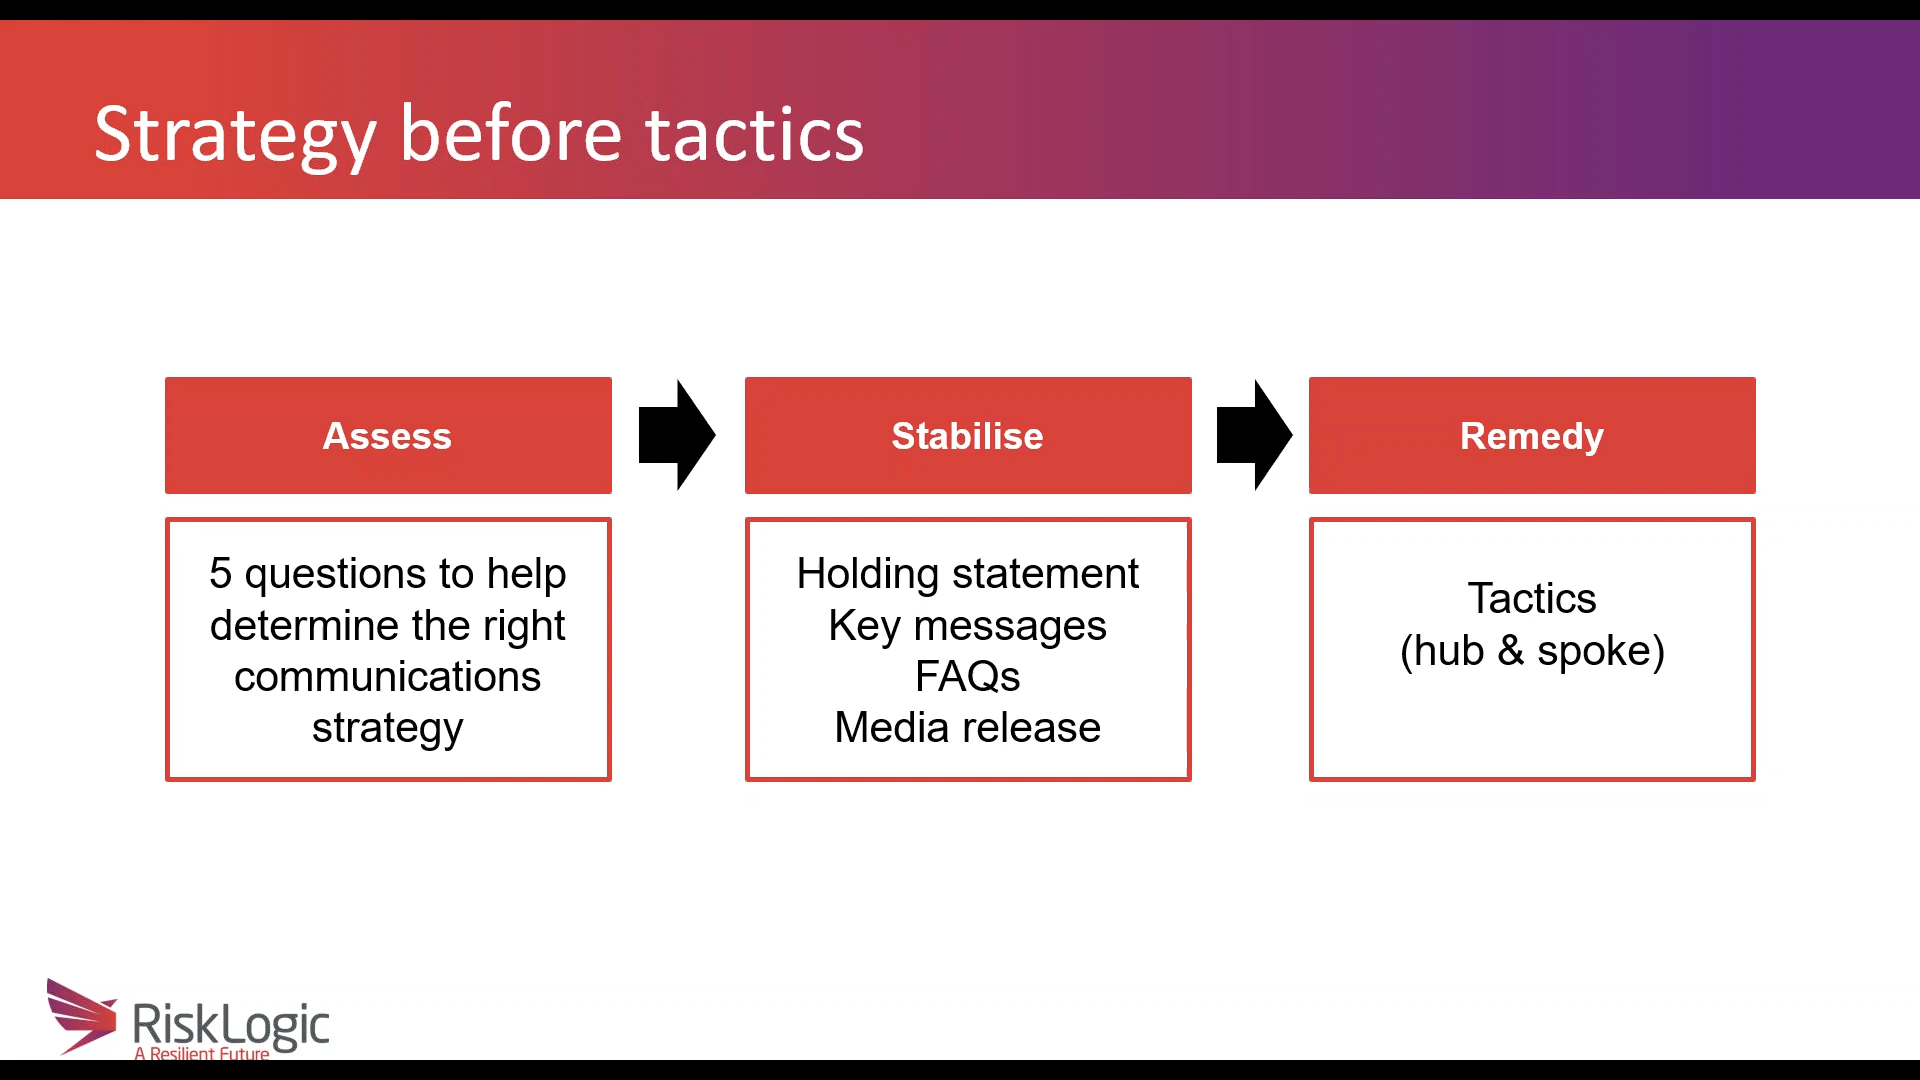 Strategy before tactics
Assess
Stabilise
Remedy
5 questions to help
determine the right
communications
strategy
Holding statement
Key messages
FAQs
Media release
Tactics
(hub & spoke)
RiskLogic
A Resilient Future